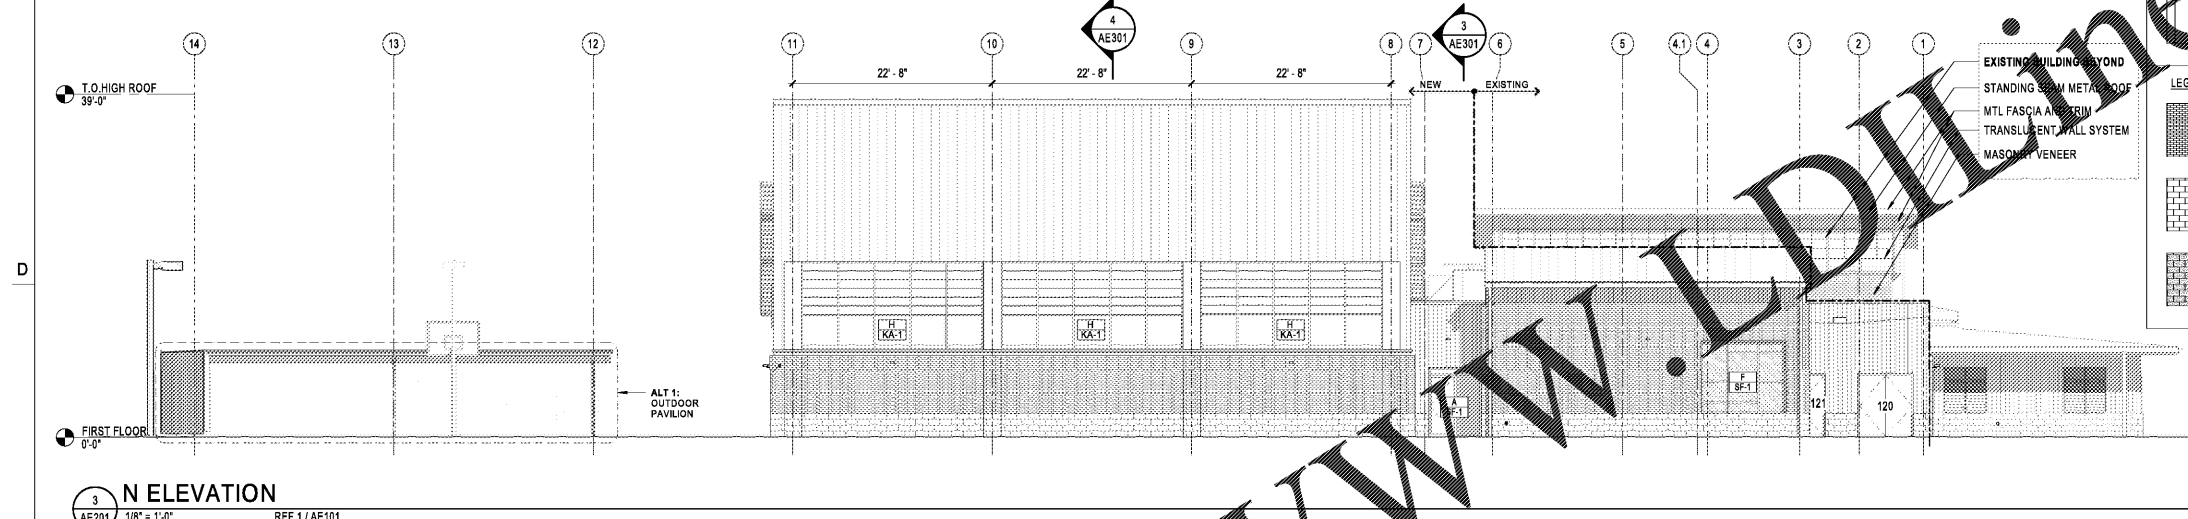 4
AE301
3
AE301
14
13
12
11
10
9
8
7
6
5
4.1
4
3
2
1
22' - 8"
22' - 8"
22' - 8"
NEW
EXISTING
T.O.HIGH ROOF
39'-0"
EXISTING BUILDING BEYOND
STANDING SEAM METAL ROOF
MTL FASCIA AND TRIM
TRANSLUCENT WALL SYSTEM
MASONRY VENEER
LEG
D
H
KA-1
H
KA-1
H
KA-1
F
SF-1
A
SF-1
121
120
ALT 1:
OUTDOOR
PAVILION
FIRST FLOOR
0'-0"
3
AE201
N ELEVATION
1/8" = 1'-0"
REF 1 / AE101
WWW.LDILine